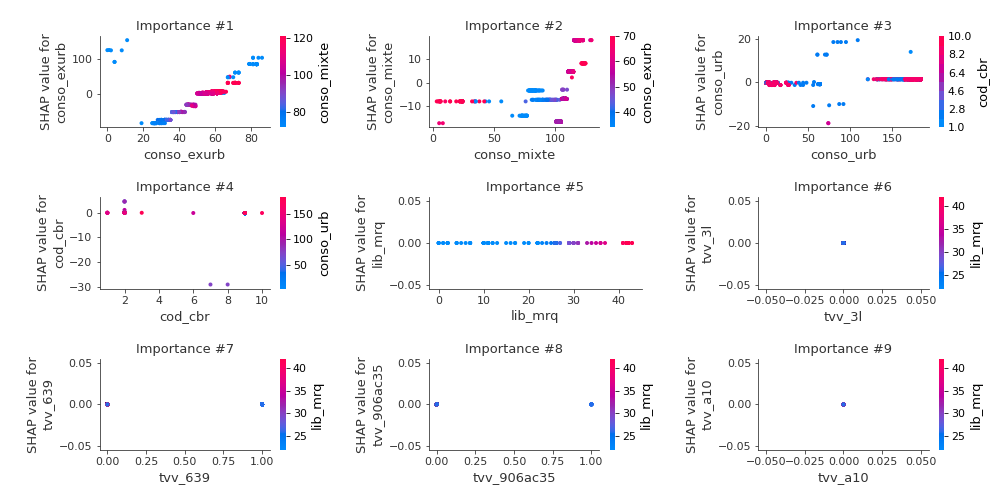 Importance #1
SHAP value for
conso_exurb
100
0
0
20
40
60
80
conso_exurb
120
100
80
conso_mixte
Importance #2
SHAP value for
conso_mixte
10
0
−10
0
50
100
conso_mixte
70
60
50
40
conso_exurb
Importance #3
SHAP value for
conso_urb
20
0
−20
0
50
100
150
conso_urb
10.0
8.2
6.4
4.6
2.8
1.0
cod_cbr
Importance #4
SHAP value for
cod_cbr
0
−10
−20
−30
2
4
6
8
10
cod_cbr
150
100
50
conso_urb
Importance #5
SHAP value for
lib_mrq
0.05
0.00
−0.05
0
10
20
30
40
lib_mrq
Importance #6
SHAP value for
tvv_3l
0.05
0.00
−0.05
−0.050
−0.025
0.000
0.025
0.050
tvv_3l
40
35
30
25
lib_mrq
Importance #7
SHAP value for
tvv_639
0.05
0.00
−0.05
0.00
0.25
0.50
0.75
1.00
tvv_639
40
35
30
25
lib_mrq
Importance #8
SHAP value for
tvv_906ac35
0.05
0.00
−0.05
0.00
0.25
0.50
0.75
1.00
tvv_906ac35
40
35
30
25
lib_mrq
Importance #9
SHAP value for
tvv_a10
0.05
0.00
−0.05
−0.050
−0.025
0.000
0.025
0.050
tvv_a10
40
35
30
25
lib_mrq